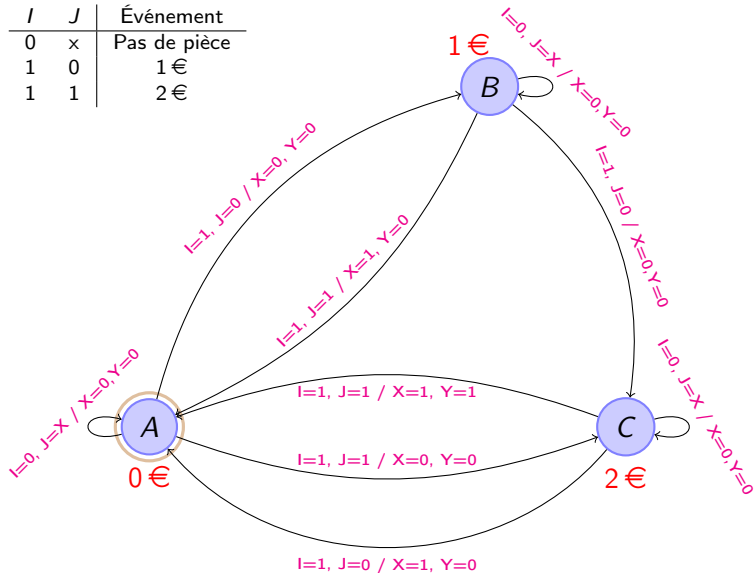 I J Événement
0 x Pas de pièce
1 0 1 €
1 1 2 €
1 €
B
I=0, J=X / X=0,Y=0
I=1, J=0 / X=0, Y=0
I=1, J=1 / X=1, Y=0
I=1, J=0 / X=0,Y=0
I=0, J=X / X=0,Y=0
A
0 €
I=1, J=1 / X=1, Y=1
I=1, J=1 / X=0, Y=0
I=1, J=0 / X=1, Y=0
C
2 €
I=0, J=X / X=0,Y=0